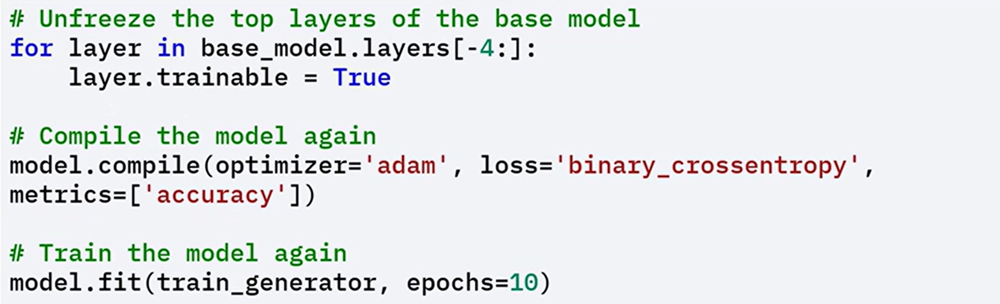 # Unfreeze the top layers of the base model
for layer in base_model.layers[-4:]:
    layer.trainable = True
# Compile the model again
model.compile(optimizer='adam', loss='binary_crossentropy',
metrics=['accuracy'])
# Train the model again
model.fit(train_generator, epochs=10)